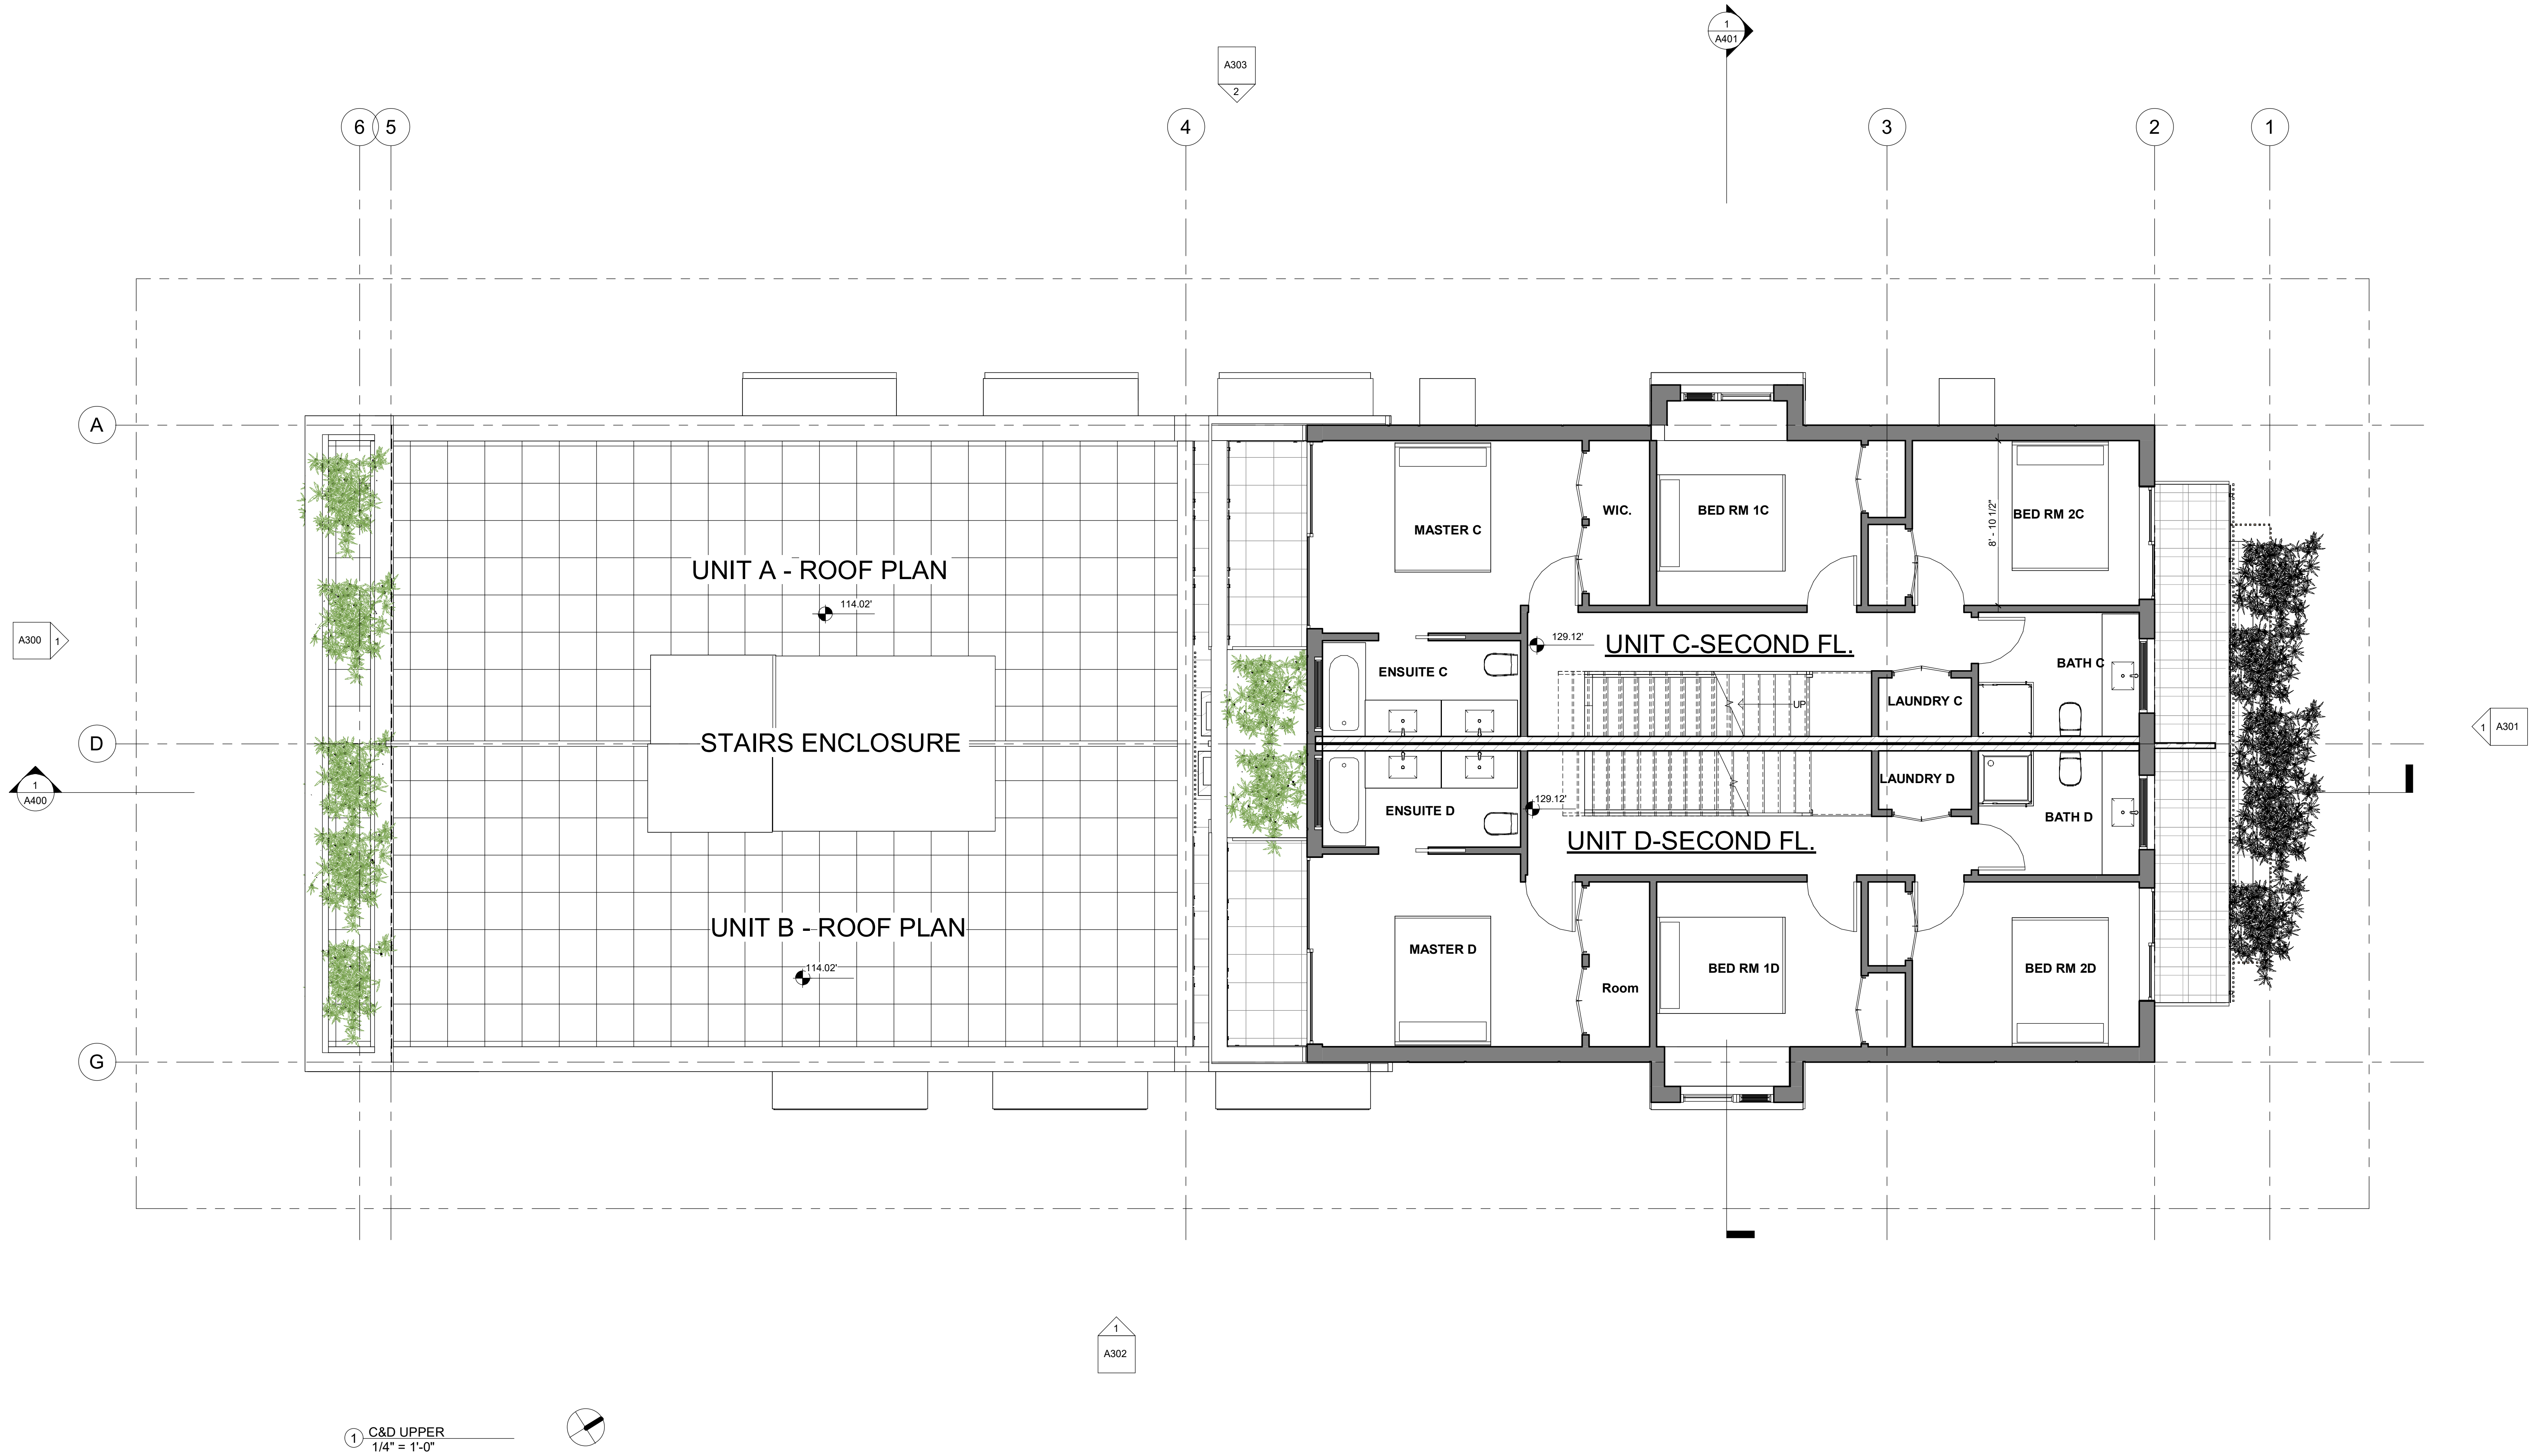 1
A401
A303
2
6
5
4
3
2
1
A
WIC.
BED RM 1C
BED RM 2C
8' - 10 1/2"
MASTER C
UNIT A - ROOF PLAN
114.02'
A300
1
129.12'
UNIT C-SECOND FL.
ENSUITE C
BATH C
LAUNDRY C
UP
D
STAIRS ENCLOSURE
1
A301
1
A400
LAUNDRY D
129.12'
ENSUITE D
BATH D
UNIT D-SECOND FL.
UNIT B - ROOF PLAN
MASTER D
114.02'
BED RM 1D
BED RM 2D
Room
G
1
A302
1
C&D UPPER
1/4" = 1'-0"